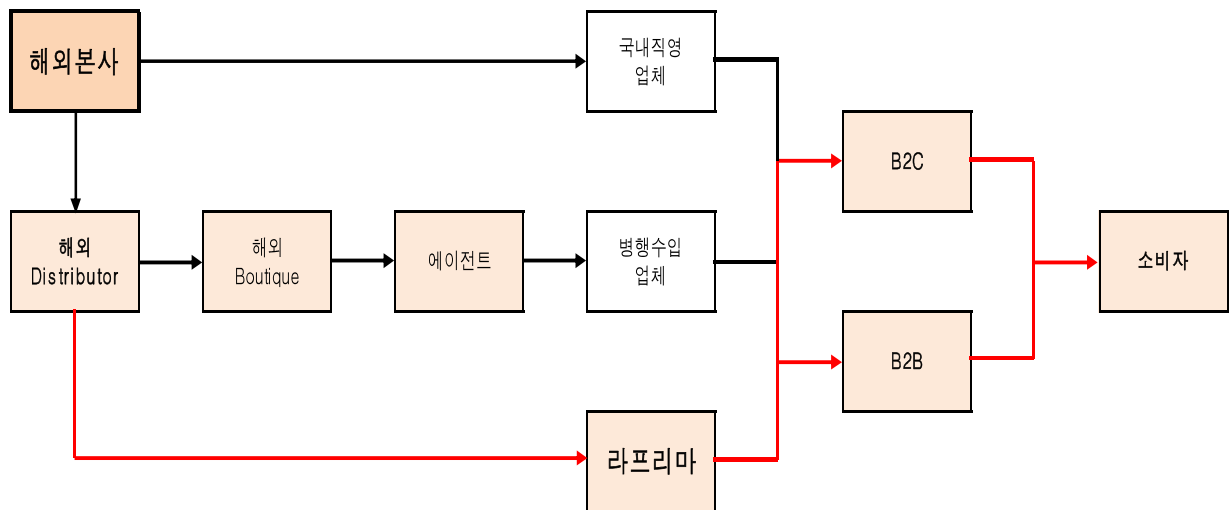 해외본사
국내직영
업체
B2C
해외
Distributor
해외
Boutique
에이전트
병행수입
업체
소비자
B2B
라프리마